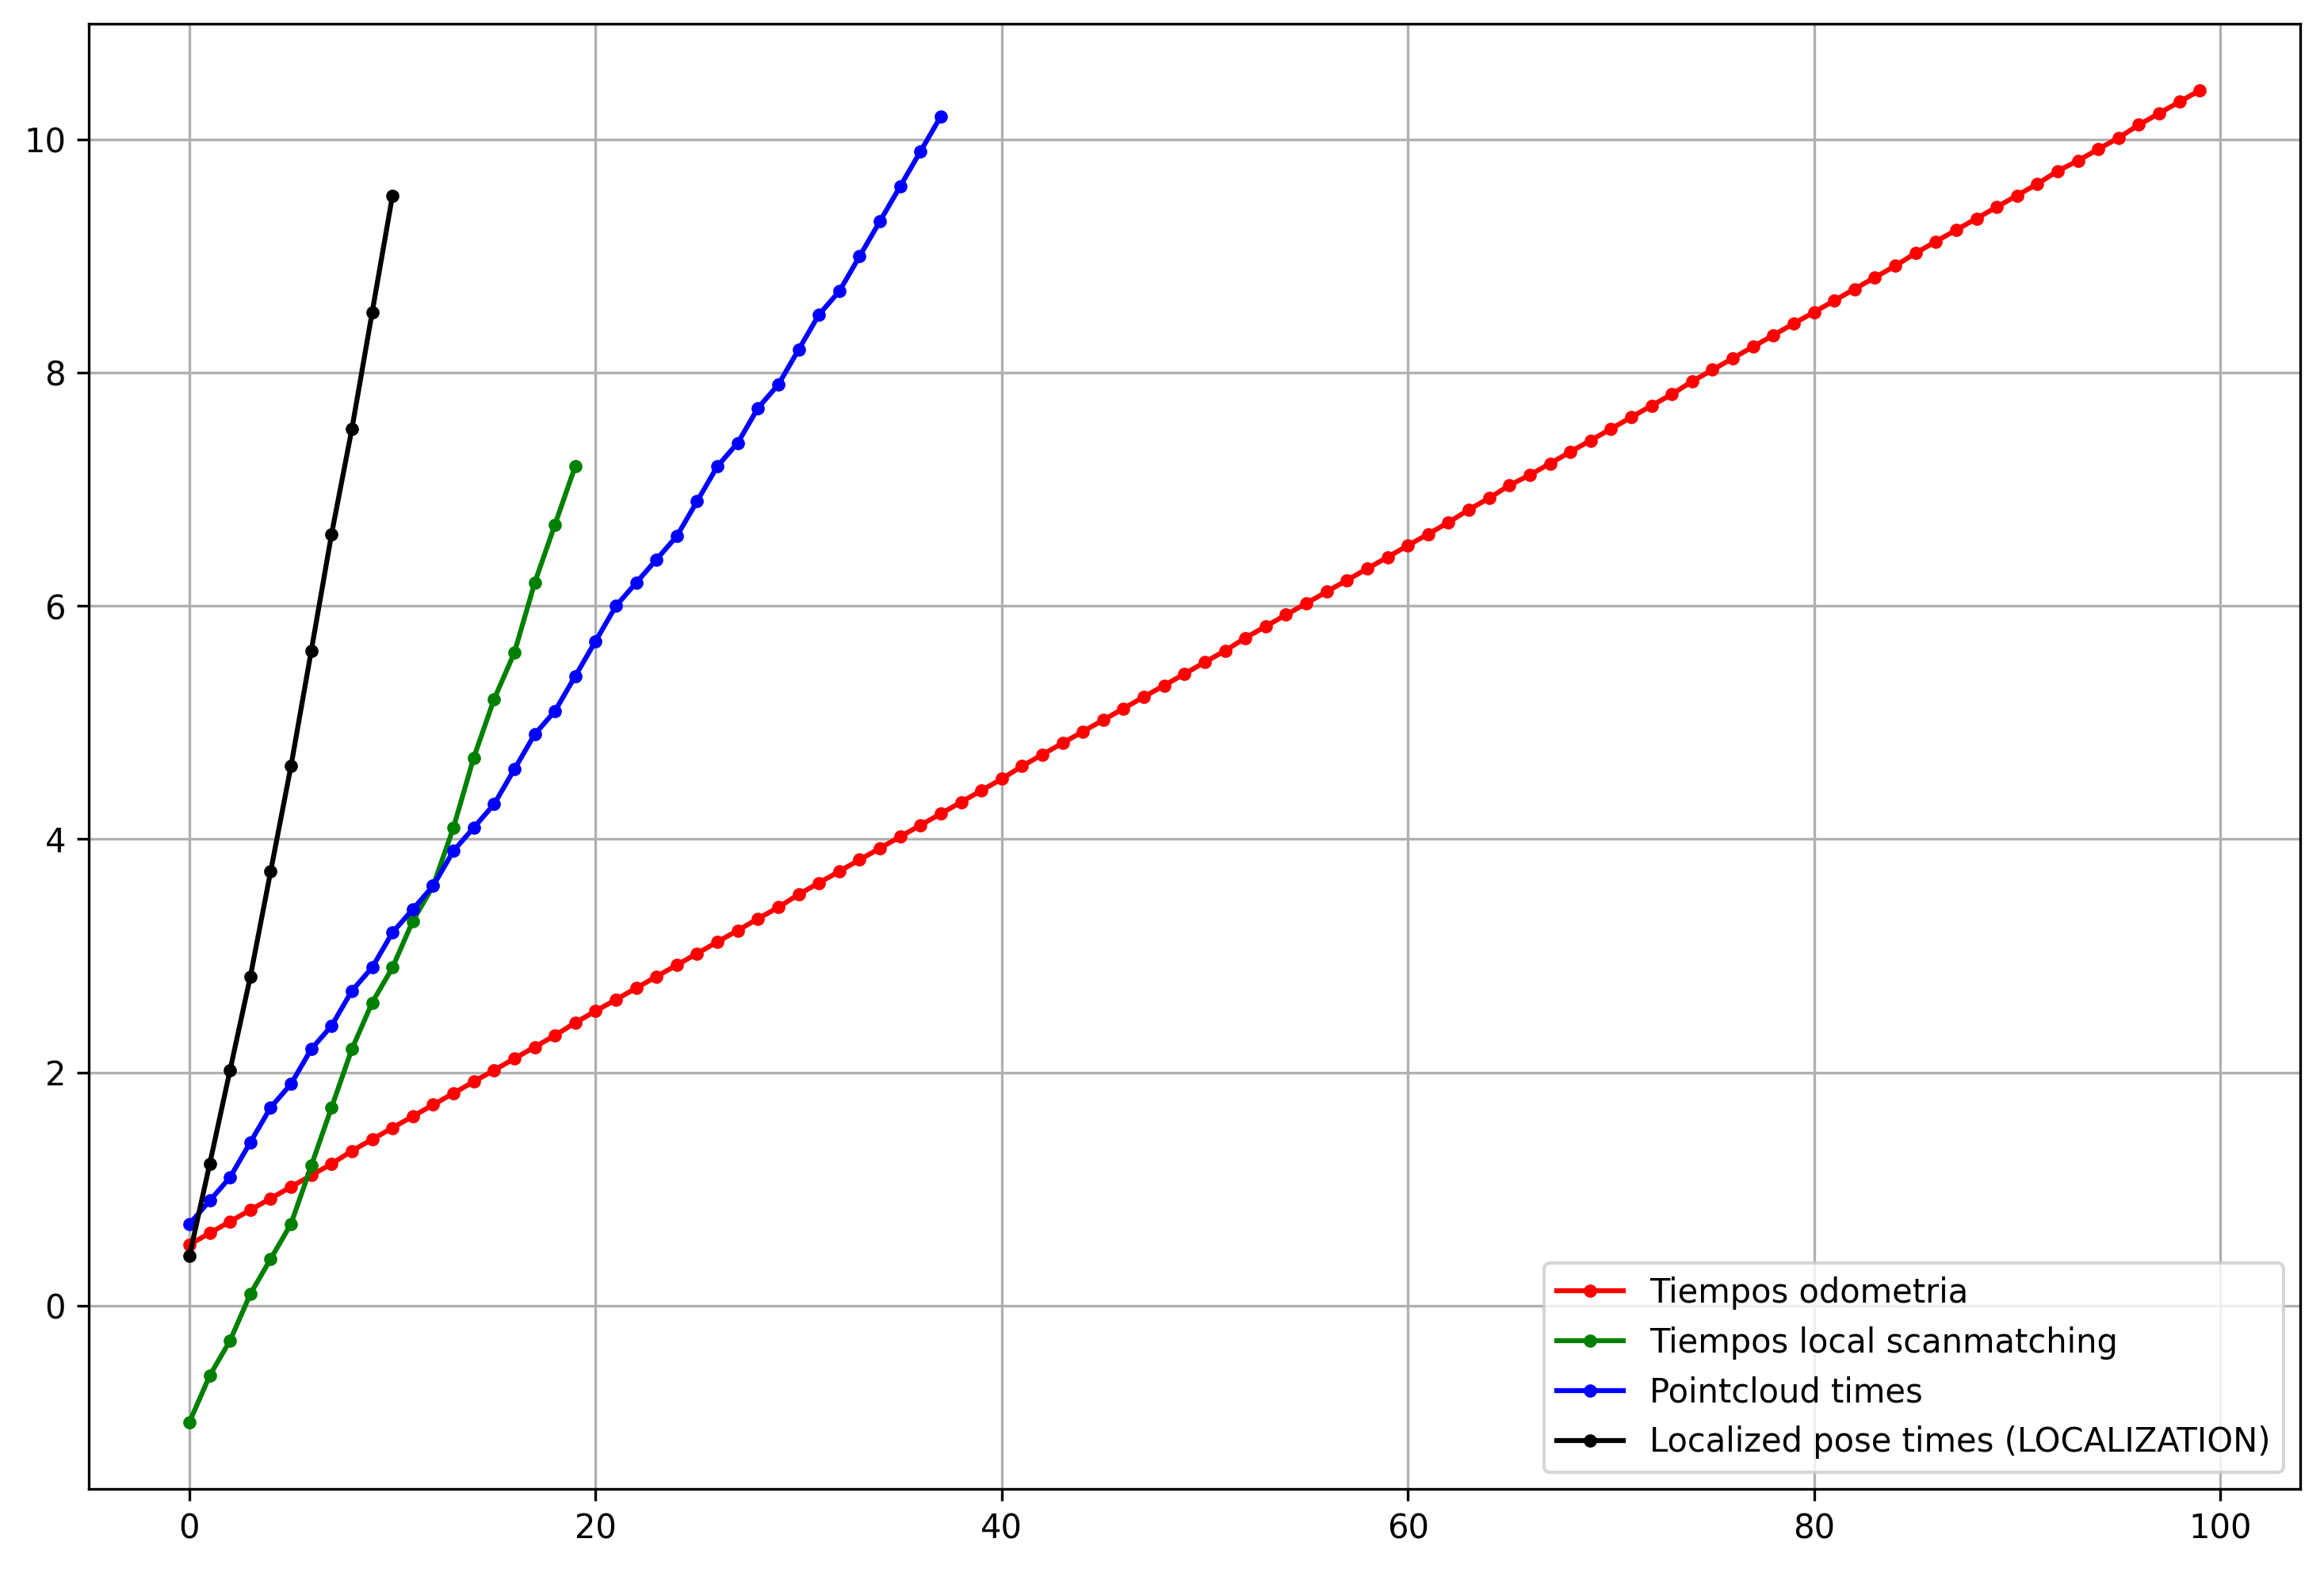 10
8
6
4
2
0
0 20 40 60 80 100
Tiempos odometria
Tiempos local scanmatching
Pointcloud times
Localized pose times (LOCALIZATION)